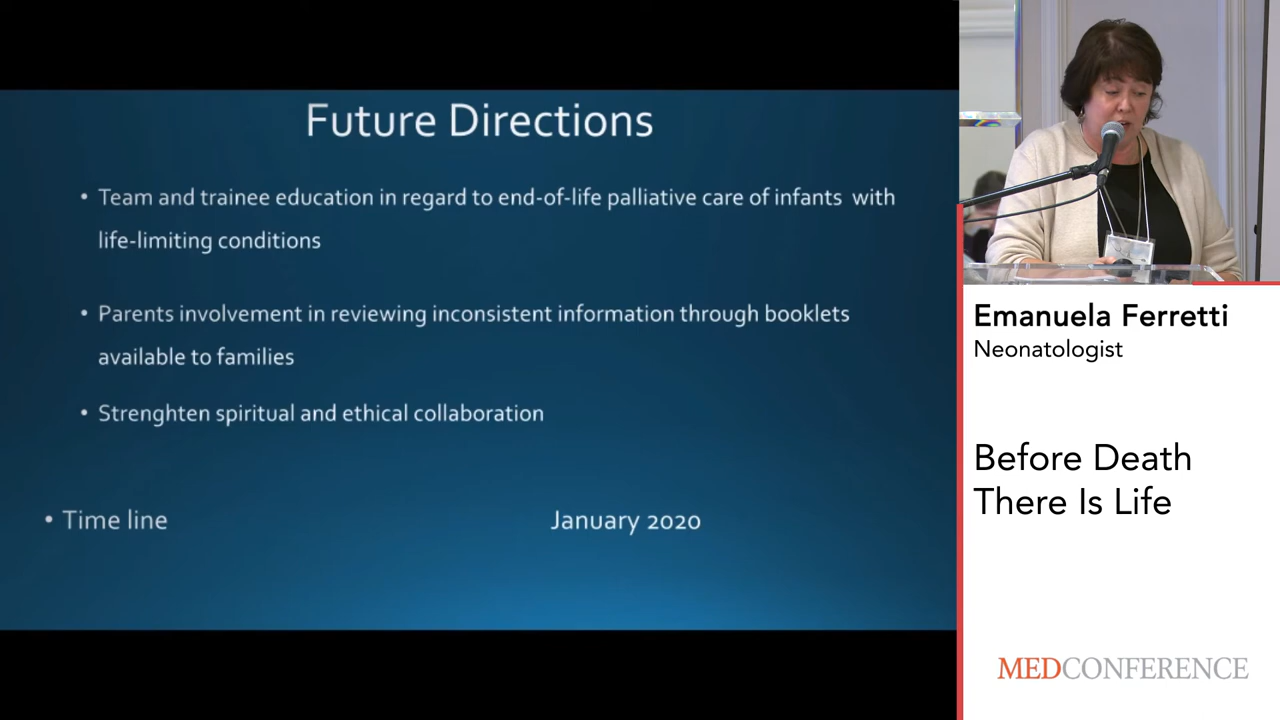 Future Directions
• Team and trainee education in regard to end-of-life palliative care of infants with
life-limiting conditions
• Parents involvement in reviewing inconsistent information through booklets
available to families
• Strenghten spiritual and ethical collaboration
• Time line January 2020
Emanuela Ferretti
Neonatologist
Before Death
There Is Life
MEDCONFERENCE